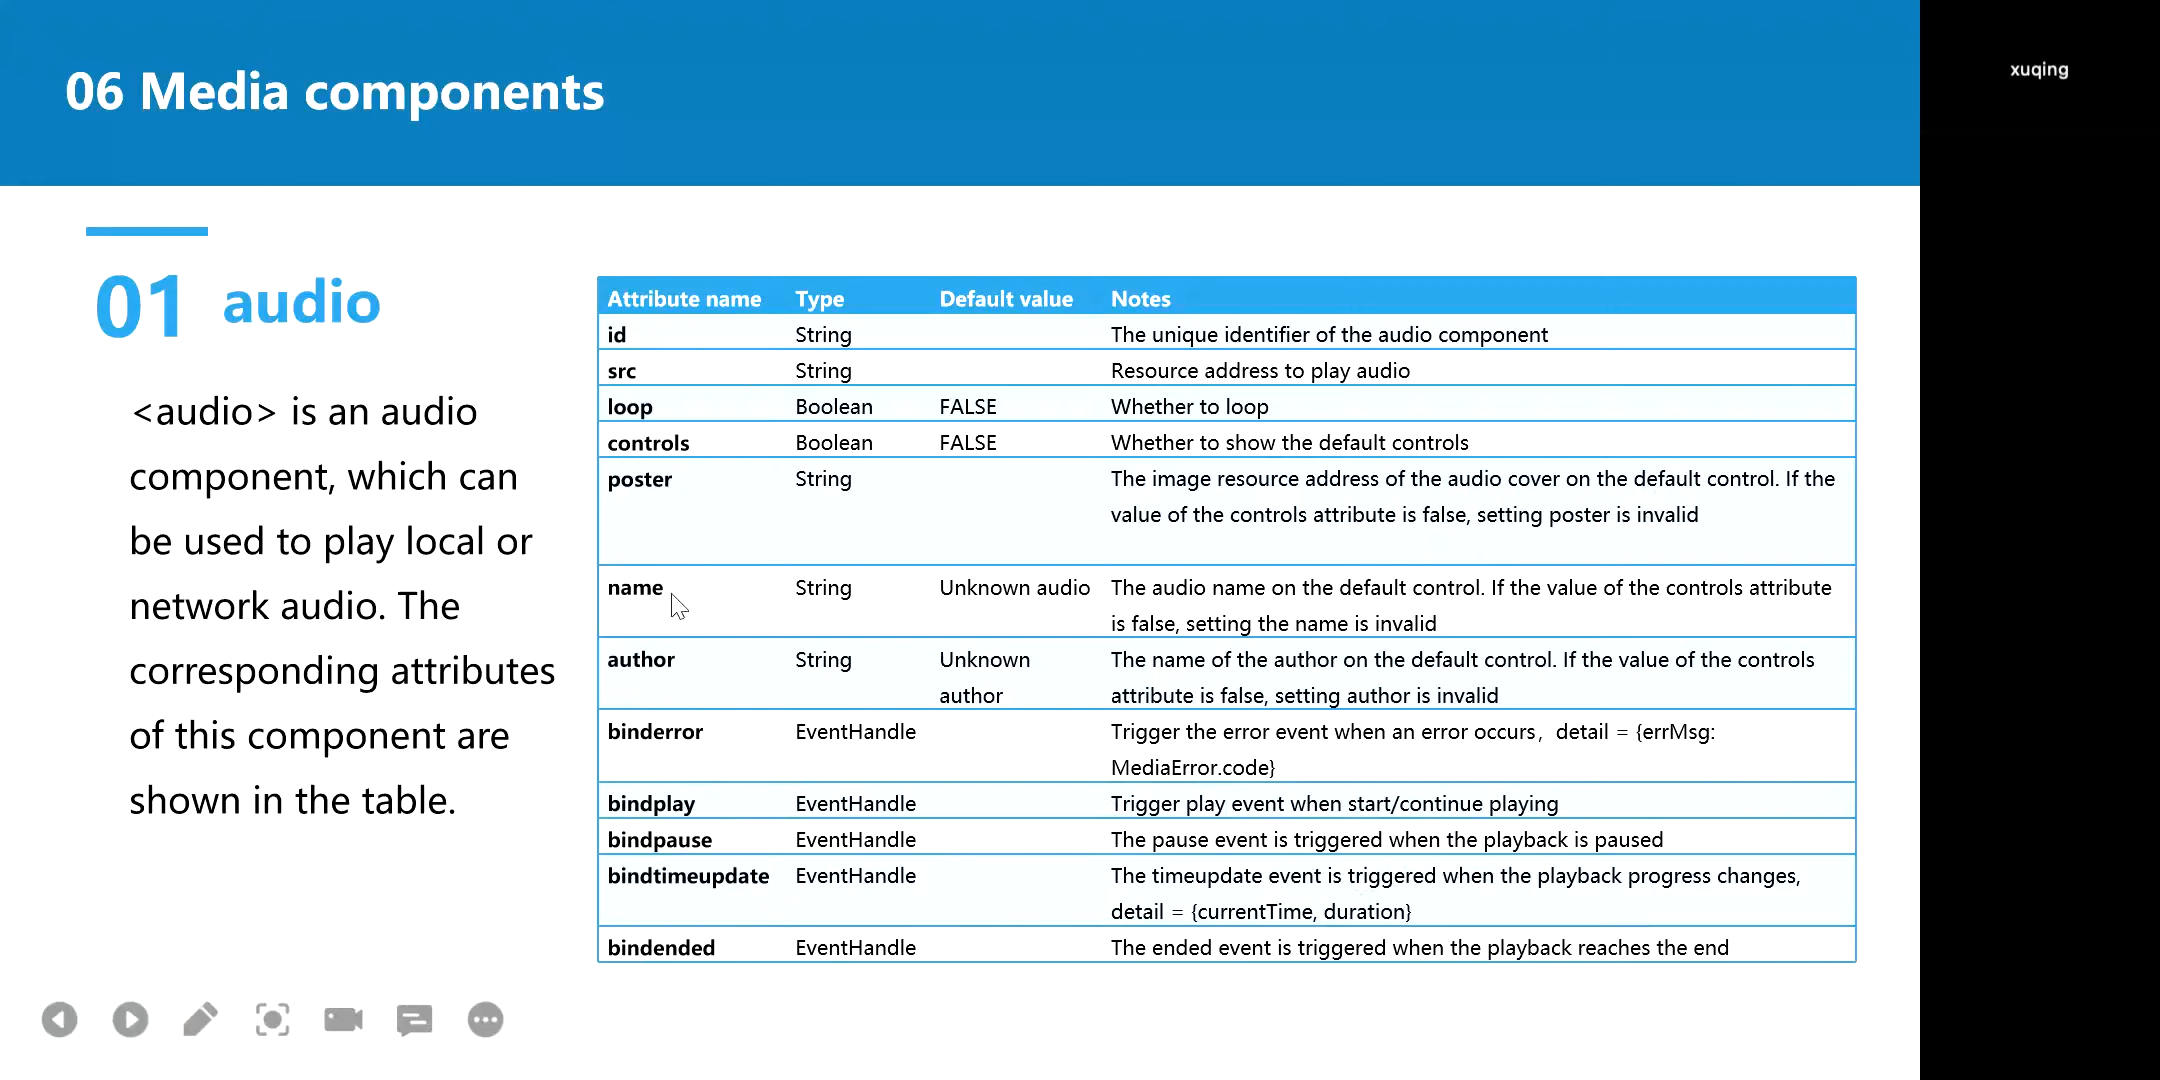 06 Media components
xuqing
01 audio
<audio> is an audio
component, which can
be used to play local or
network audio. The
corresponding attributes
of this component are
shown in the table.
Attribute name Type Default value Notes
id String The unique identifier of the audio component
src String Resource address to play audio
loop Boolean FALSE Whether to loop
controls Boolean FALSE Whether to show the default controls
poster String The image resource address of the audio cover on the default control. If the
value of the controls attribute is false, setting poster is invalid
name String Unknown audio The audio name on the default control. If the value of the controls attribute
is false, setting the name is invalid
author String Unknown The name of the author on the default control. If the value of the controls
author attribute is false, setting author is invalid
binderror EventHandle Trigger the error event when an error occurs，detail = {errMsg:
MediaError.code}
bindplay EventHandle Trigger play event when start/continue playing
bindpause EventHandle The pause event is triggered when the playback is paused
bindtimeupdate EventHandle The timeupdate event is triggered when the playback progress changes,
detail = {currentTime, duration}
bindended EventHandle The ended event is triggered when the playback reaches the end